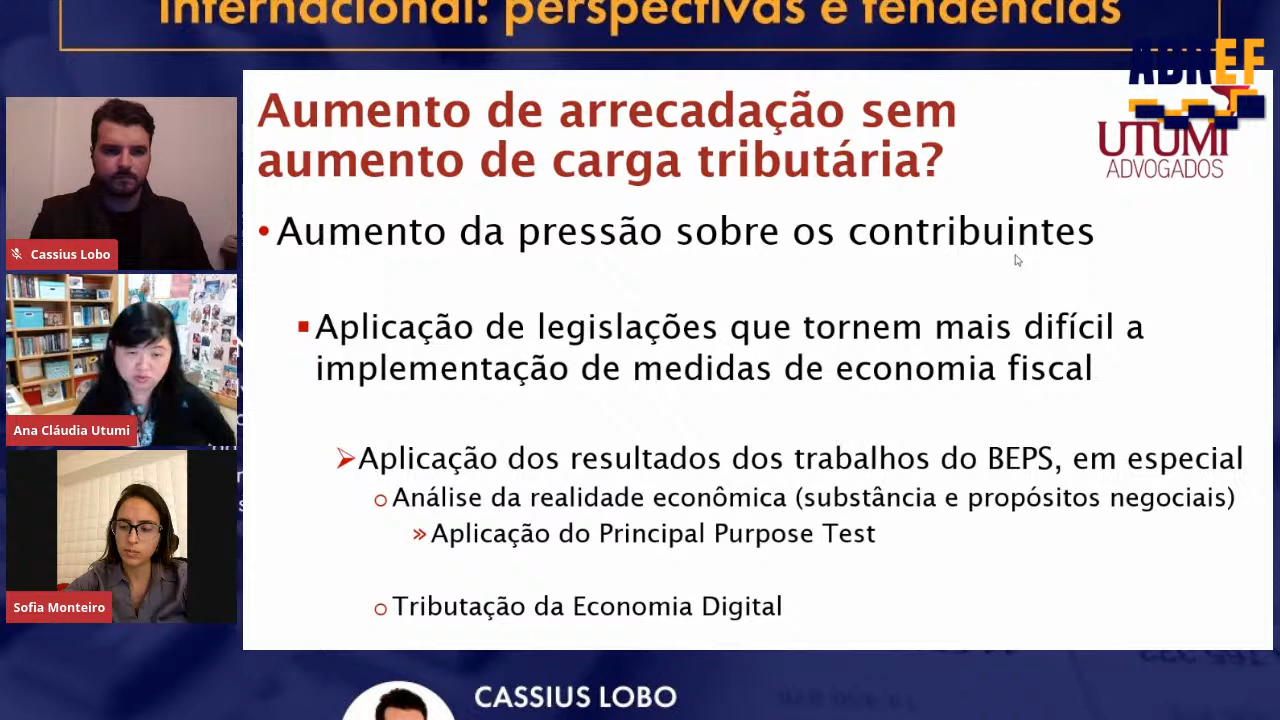 internacional: perspectivas e tendências
ABREF
UTUMI
ADVOGADOS
Aumento de arrecadação sem
aumento de carga tributária?
• Aumento da pressão sobre os contribuintes
▪ Aplicação de legislações que tornem mais difícil a
implementação de medidas de economia fiscal
➢ Aplicação dos resultados dos trabalhos do BEPS, em especial
o Análise da realidade econômica (substância e propósitos negociais)
» Aplicação do Principal Purpose Test
o Tributação da Economia Digital
Cassius Lobo
Ana Cláudia Utumi
Sofia Monteiro
CASSIUS LOBO